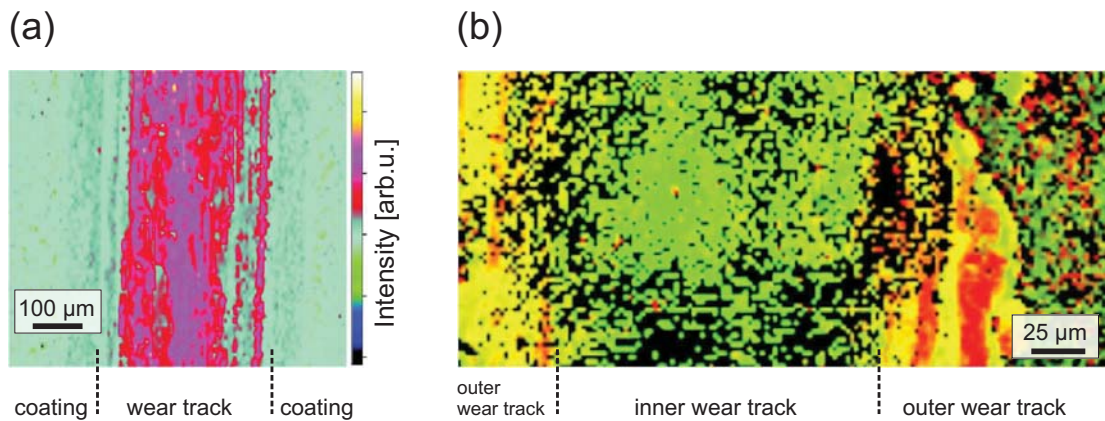 (a)
(b)
Intensity [arb.u.]
100 µm
25 µm
coating
wear track
coating
outer
wear track
inner wear track
outer wear track